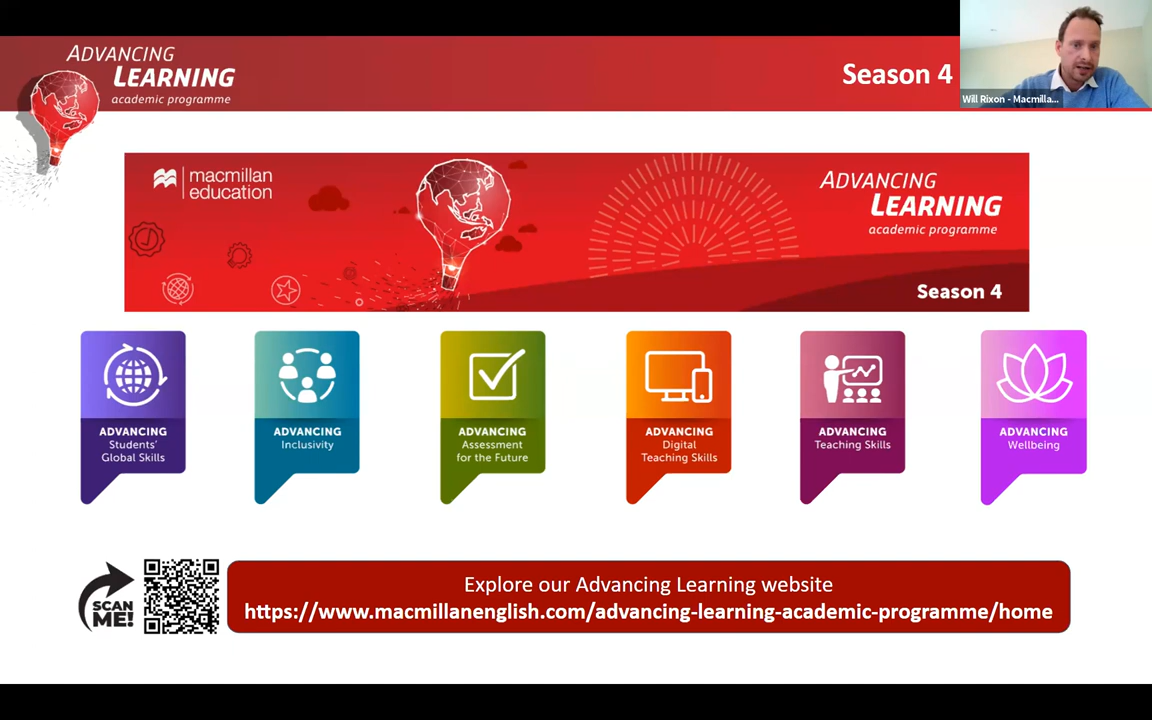 ADVANCING
LEARNING
academic programme
Season 4
Will Rixon - Macmilla...
macmillan
education
ADVANCING
LEARNING
academic programme
Season 4
ADVANCING
Students'
Global Skills
ADVANCING
Inclusivity
ADVANCING
Assessment
for the Future
ADVANCING
Digital
Teaching Skills
ADVANCING
Teaching Skills
ADVANCING
Wellbeing
SCAN
ME!
Explore our Advancing Learning website
https://www.macmillanenglish.com/advancing-learning-academic-programme/home